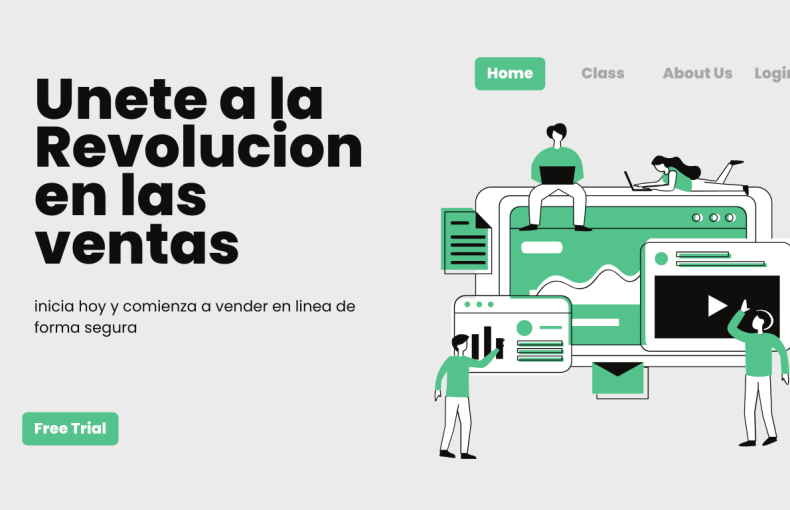 Home Class About Us Login
Unete a la
Revolucion
en las
ventas
inicia hoy y comienza a vender en linea de
forma segura
Free Trial